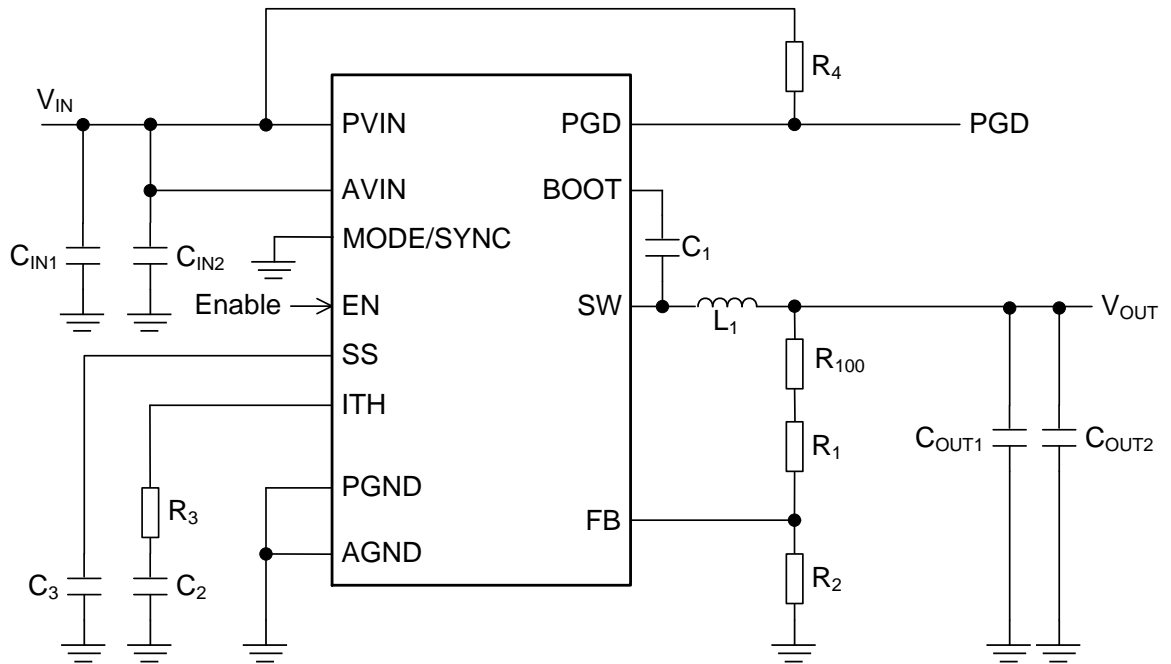 R4
VIN
PVIN
PGD
PGD
AVIN
BOOT
MODE/SYNC
CIN1
CIN2
C1
Enable
EN
SW
VOUT
L1
SS
R100
ITH
COUT1
COUT2
R1
PGND
R3
FB
AGND
C3
C2
R2